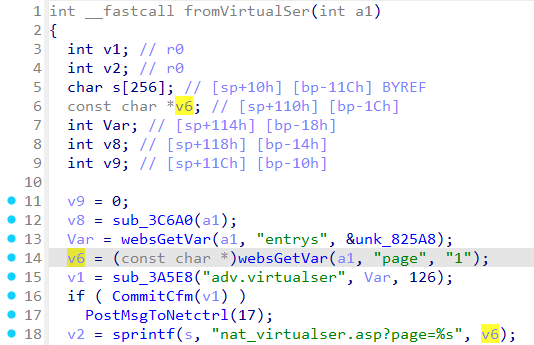 1 int __fastcall fromVirtualSer(int a1)
2 {
3 int v1; // r0
4 int v2; // r0
5 char s[256]; // [sp+10h] [bp-11Ch] BYREF
6 const char *v6; // [sp+110h] [bp-1Ch]
7 int Var; // [sp+114h] [bp-18h]
8 int v8; // [sp+118h] [bp-14h]
9 int v9; // [sp+11Ch] [bp-10h]
10
11 v9 = 0;
12 v8 = sub_3C6A0(a1);
13 Var = websGetVar(a1, "entrys", &unk_825A8);
14 v6 = (const char *)websGetVar(a1, "page", "1");
15 v1 = sub_3A5E8("adv.virtualser", Var, 126);
16 if ( CommitCfm(v1) )
17 PostMsgToNetctrl(17);
18 v2 = sprintf(s, "nat_virtualser.asp?page=%s", v6);